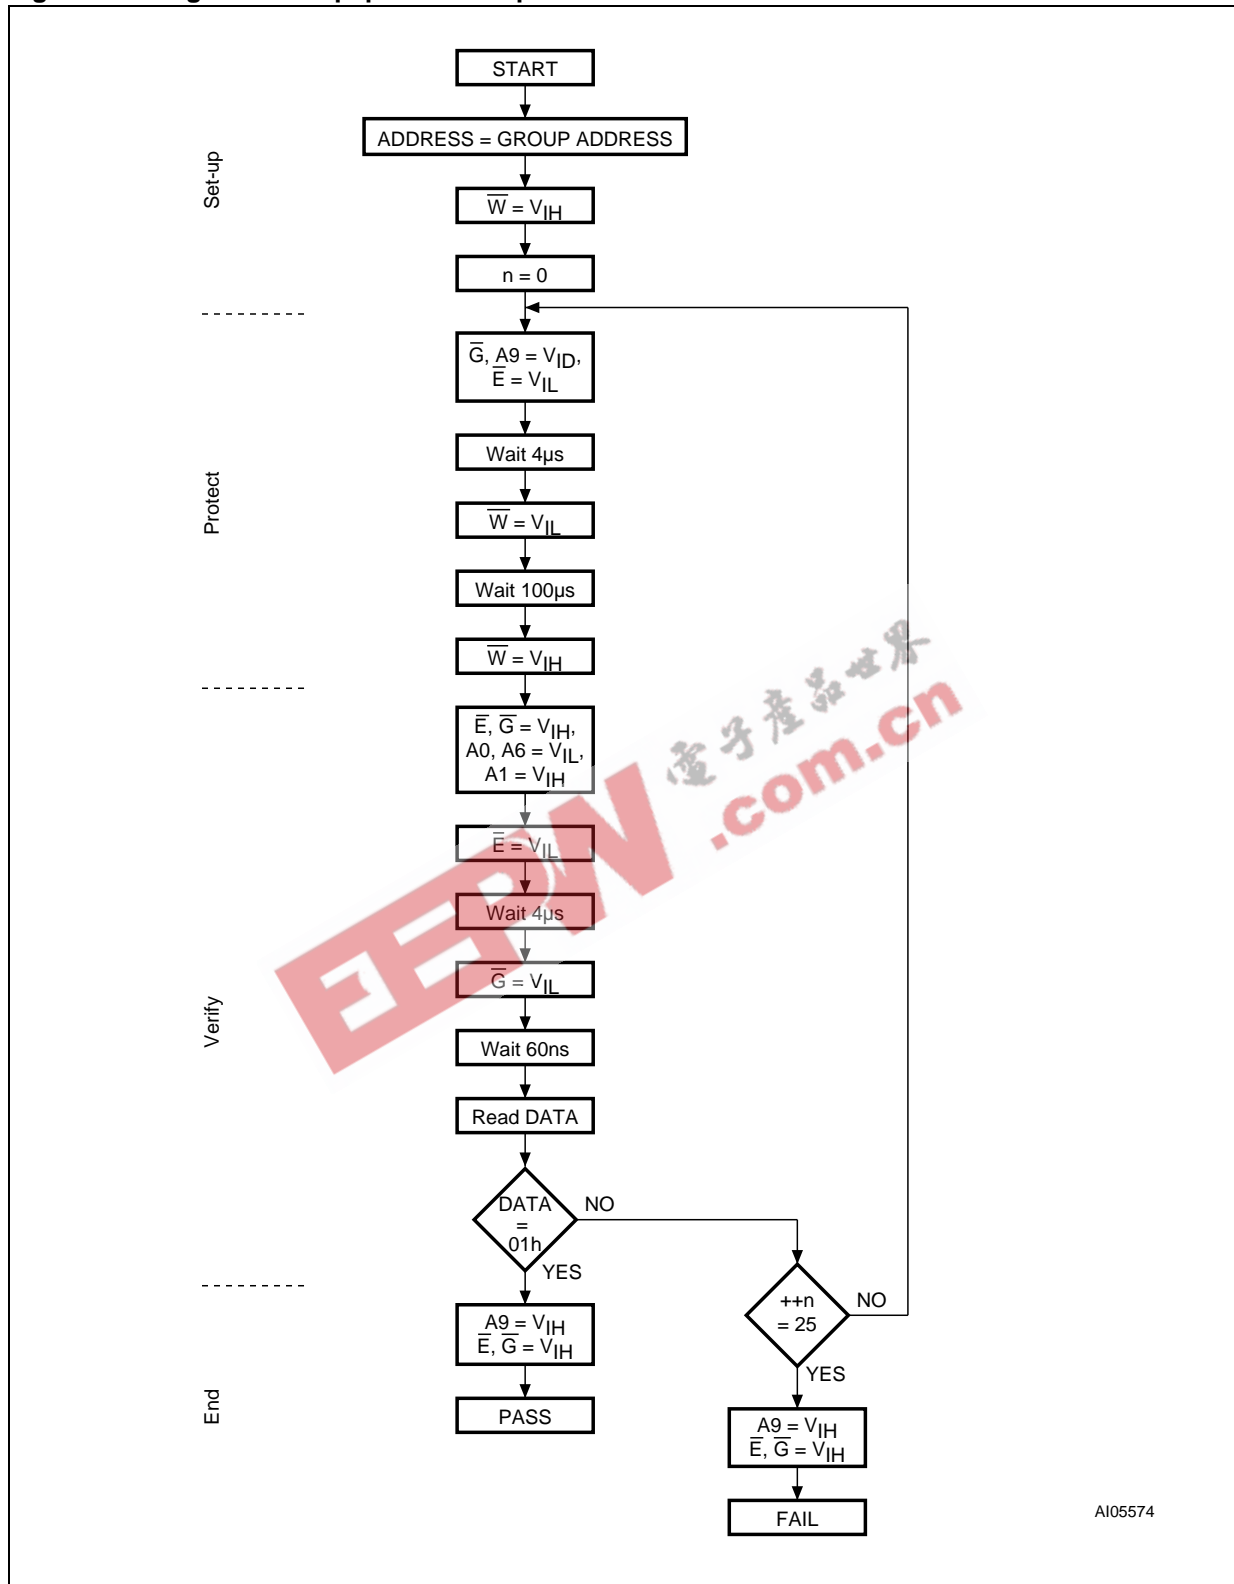 START
ADDRESS = GROUP ADDRESS
Set-up
W̅ = VIH
n = 0
G̅, A9 = VID,
E̅ = VIL
Wait 4µs
Protect
W̅ = VIL
Wait 100µs
W̅ = VIH
E̅, G̅ = VIH,
A0, A6 = VIL,
A1 = VIH
E̅ = VIL
Wait 4µs
G̅ = VIL
Verify
Wait 60ns
Read DATA
DATA
=
01h
NO
YES
++n
= 25
NO
YES
A9 = VIH
E̅, G̅ = VIH
End
PASS
A9 = VIH
E̅, G̅ = VIH
FAIL
AI05574
EEPW
電子產品世界
.com.cn